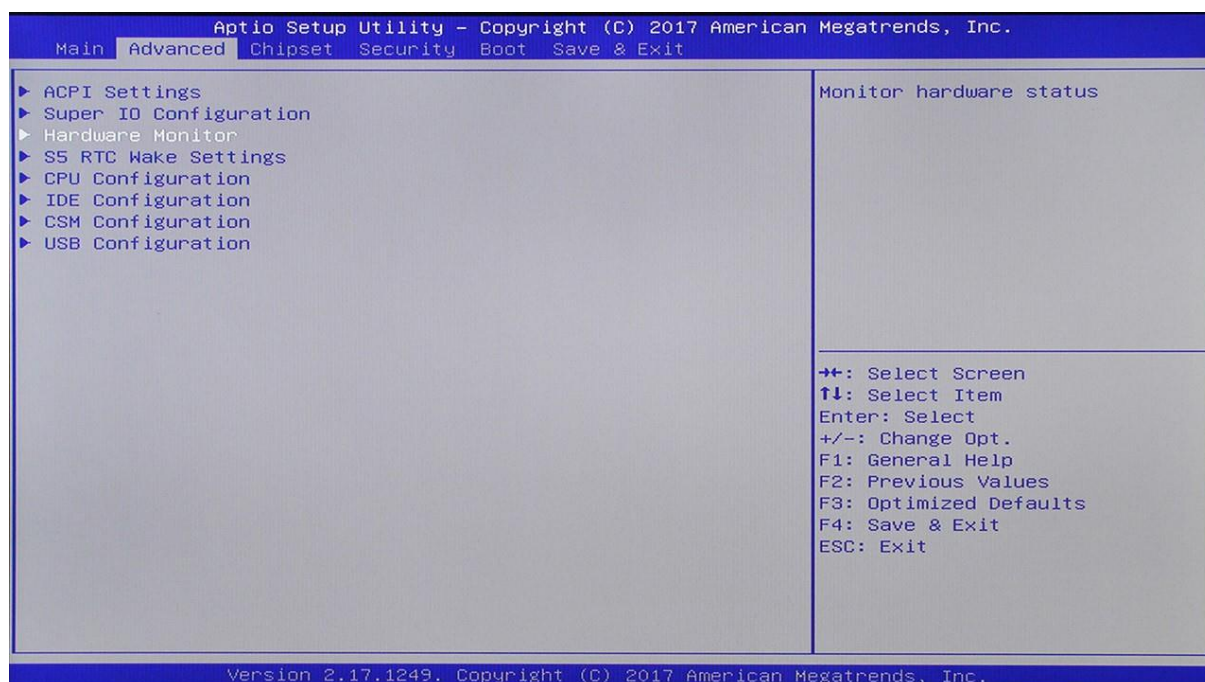 Aptio Setup Utility – Copyright (C) 2017 American Megatrends, Inc.
Main Advanced Chipset Security Boot Save & Exit
▶ ACPI Settings
▶ Super IO Configuration
▶ Hardware Monitor
▶ S5 RTC Wake Settings
▶ CPU Configuration
▶ IDE Configuration
▶ CSM Configuration
▶ USB Configuration
Monitor hardware status
→←: Select Screen
↑↓: Select Item
Enter: Select
+/-: Change Opt.
F1: General Help
F2: Previous Values
F3: Optimized Defaults
F4: Save & Exit
ESC: Exit
Version 2.17.1249. Copyright (C) 2017 American Megatrends, Inc.